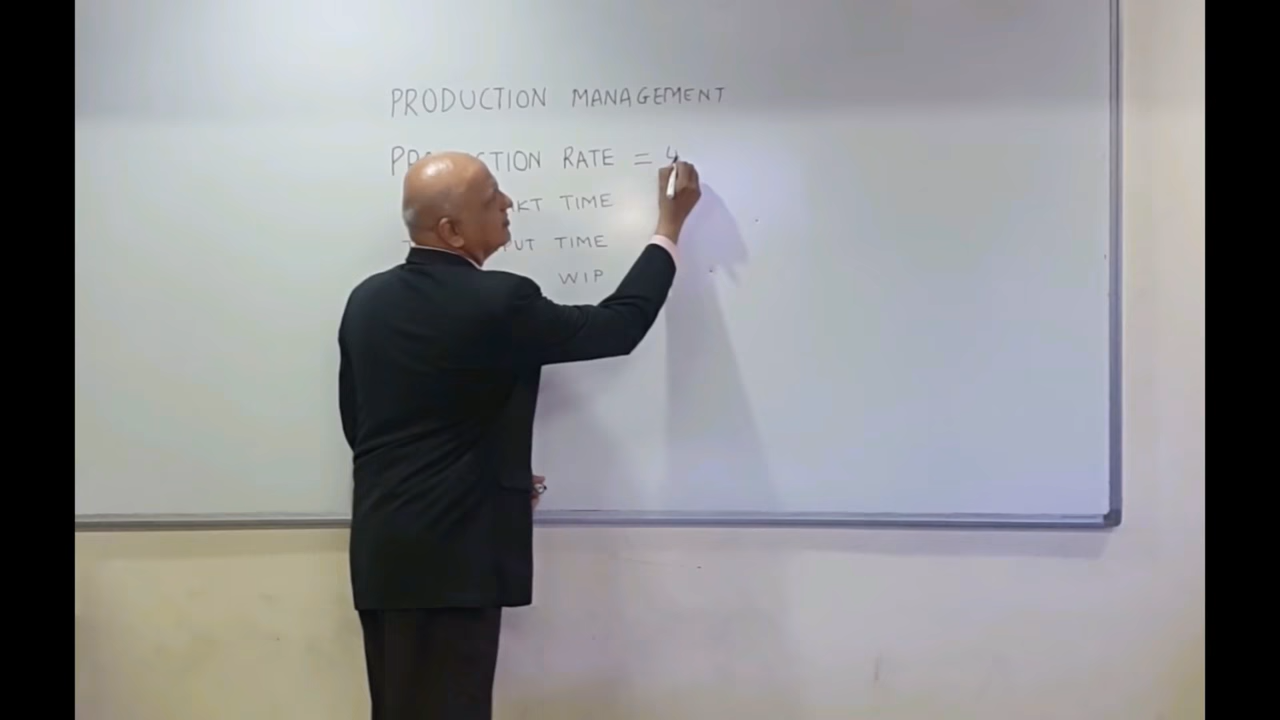 PRODUCTION MANAGEMENT
RATE = 4
TIME
TIME
WIP